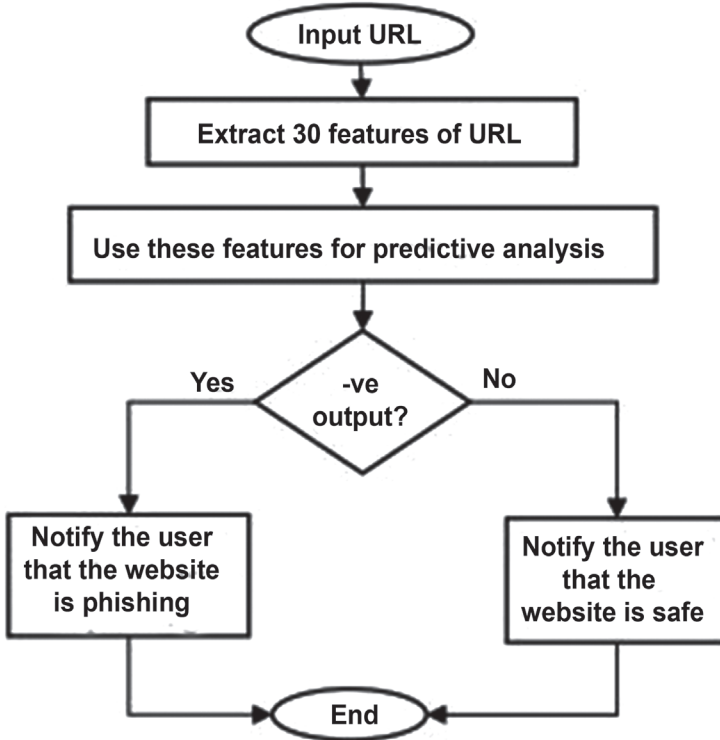 Input URL
Extract 30 features of URL
Use these features for predictive analysis
Yes
-ve
output?
No
Notify the user
that the website
is phishing
Notify the user
that the
website is safe
End